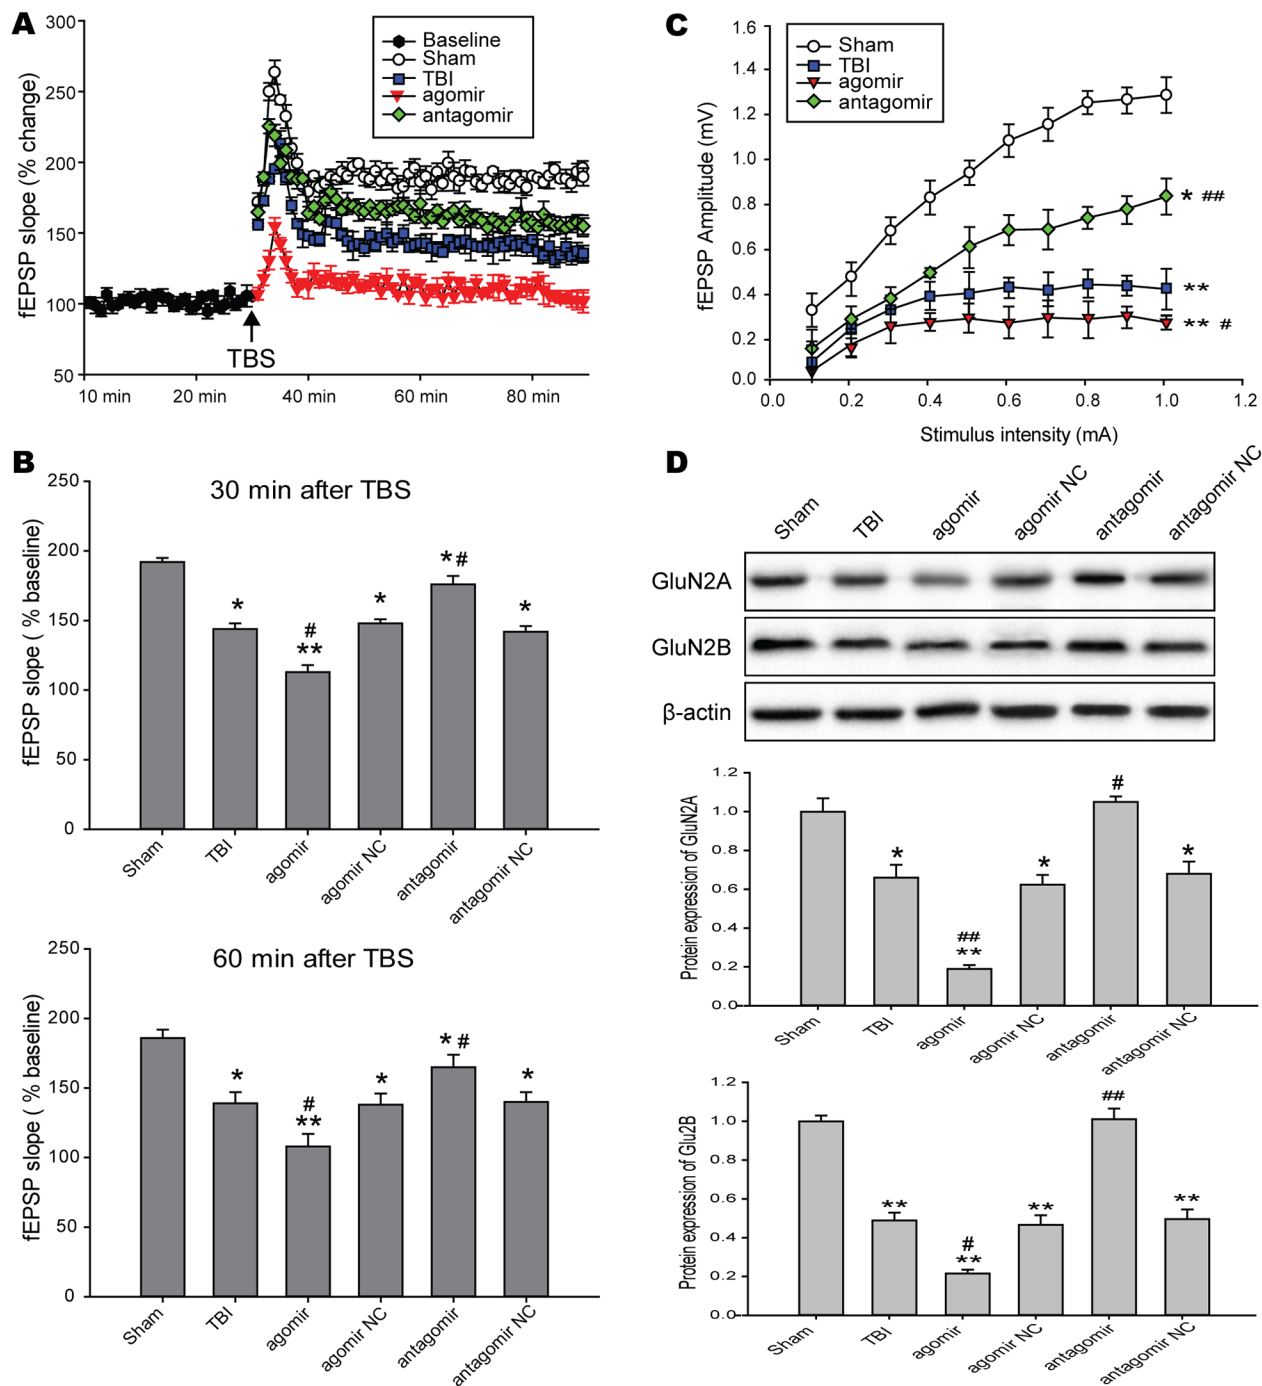 A
300
250
200
150
100
50
fEPSP slope (% change)
Baseline
Sham
TBI
agomir
antagomir
TBS
10 min
20 min
40 min
60 min
80 min
C
1.6
1.4
1.2
1.0
0.8
0.6
0.4
0.2
0.0
fEPSP Amplitude (mV)
Sham
TBI
agomir
antagomir
* ##
**
** #
0.0
0.2
0.4
0.6
0.8
1.0
1.2
Stimulus intensity (mA)
B
30 min after TBS
250
200
150
100
50
0
fEPSP slope ( % baseline)
*
#
**
*
* #
*
Sham
TBI
agomir
agomir NC
antagomir
antagomir NC
60 min after TBS
250
200
150
100
50
0
fEPSP slope ( % baseline)
*
#
**
*
* #
*
Sham
TBI
agomir
agomir NC
antagomir
antagomir NC
D
Sham
TBI
agomir
agomir NC
antagomir
antagomir NC
GluN2A
GluN2B
β-actin
1.2
1.0
0.8
0.6
0.4
0.2
0.0
Protein expression of GluN2A
*
##
**
*
#
*
Sham
TBI
agomir
agomir NC
antagomir
antagomir NC
1.2
1.0
0.8
0.6
0.4
0.2
0.0
Protein expression of Glu2B
**
#
**
**
##
**
Sham
TBI
agomir
agomir NC
antagomir
antagomir NC